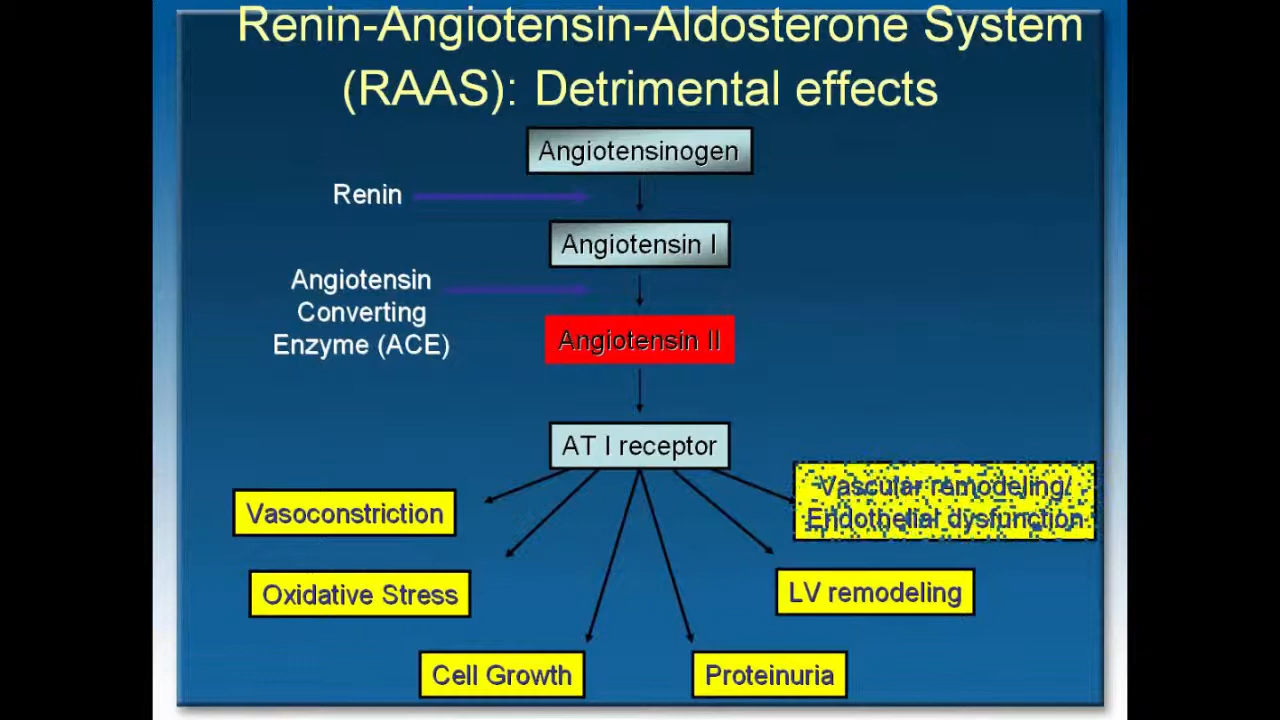 Renin-Angiotensin-Aldosterone System
(RAAS): Detrimental effects
Angiotensinogen
Renin
Angiotensin I
Angiotensin
Converting
Enzyme (ACE)
Angiotensin II
AT I receptor
Vascular remodeling/
Endothelial dysfunction
Vasoconstriction
LV remodeling
Oxidative Stress
Cell Growth
Proteinuria